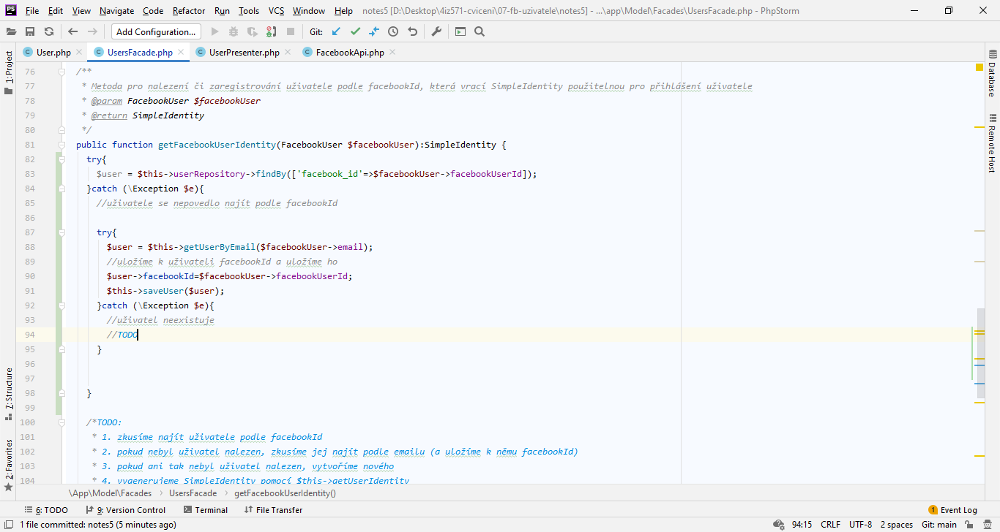 PS File Edit View Navigate Code Refactor Run Tools VCS Window Help notes5 [D:\Desktop\4iz571-cviceni\07-fb-uzivatele\notes5] - ...\app\Model\Facades\UsersFacade.php - PhpStorm
Add Configuration... Git:
User.php UsersFacade.php UserPresenter.php FacebookApi.php
1: Project
7: Structure
2: Favorites
Database
Remote Host
76 /**
77 * Metoda pro nalezení či zaregistrování uživatele podle facebookId, která vrací SimpleIdentity použitelnou pro přihlášení uživatele
78 * @param FacebookUser $facebookUser
79 * @return SimpleIdentity
80 */
81 public function getFacebookUserIdentity(FacebookUser $facebookUser):SimpleIdentity {
82 try{
83 $user = $this->userRepository->findBy(['facebook_id'=>$facebookUser->facebookUserId]);
84 }catch (\Exception $e){
85 //uživatele se nepovedlo najít podle facebookId
86
87 try{
88 $user = $this->getUserByEmail($facebookUser->email);
89 //uložíme k uživateli facebookId a uložíme ho
90 $user->facebookId=$facebookUser->facebookUserId;
91 $this->saveUser($user);
92 }catch (\Exception $e){
93 //uživatel neexistuje
94 //TODO
95 }
96
97
98 }
99
100 /*TODO:
101 * 1. zkusíme najít uživatele podle facebookId
102 * 2. pokud nebyl uživatel nalezen, zkusíme jej najít podle emailu (a uložíme k němu facebookId)
103 * 3. pokud ani tak nebyl uživatel nalezen, vytvoříme nového
104 * 4. vygenerujeme SimpleIdentity pomocí $this->getUserIdentity
\App\Model\Facades › UsersFacade › getFacebookUserIdentity()
6: TODO 9: Version Control Terminal File Transfer 1 Event Log
1 file committed: notes5 (5 minutes ago) 94:15 CRLF UTF-8 2 spaces Git: main